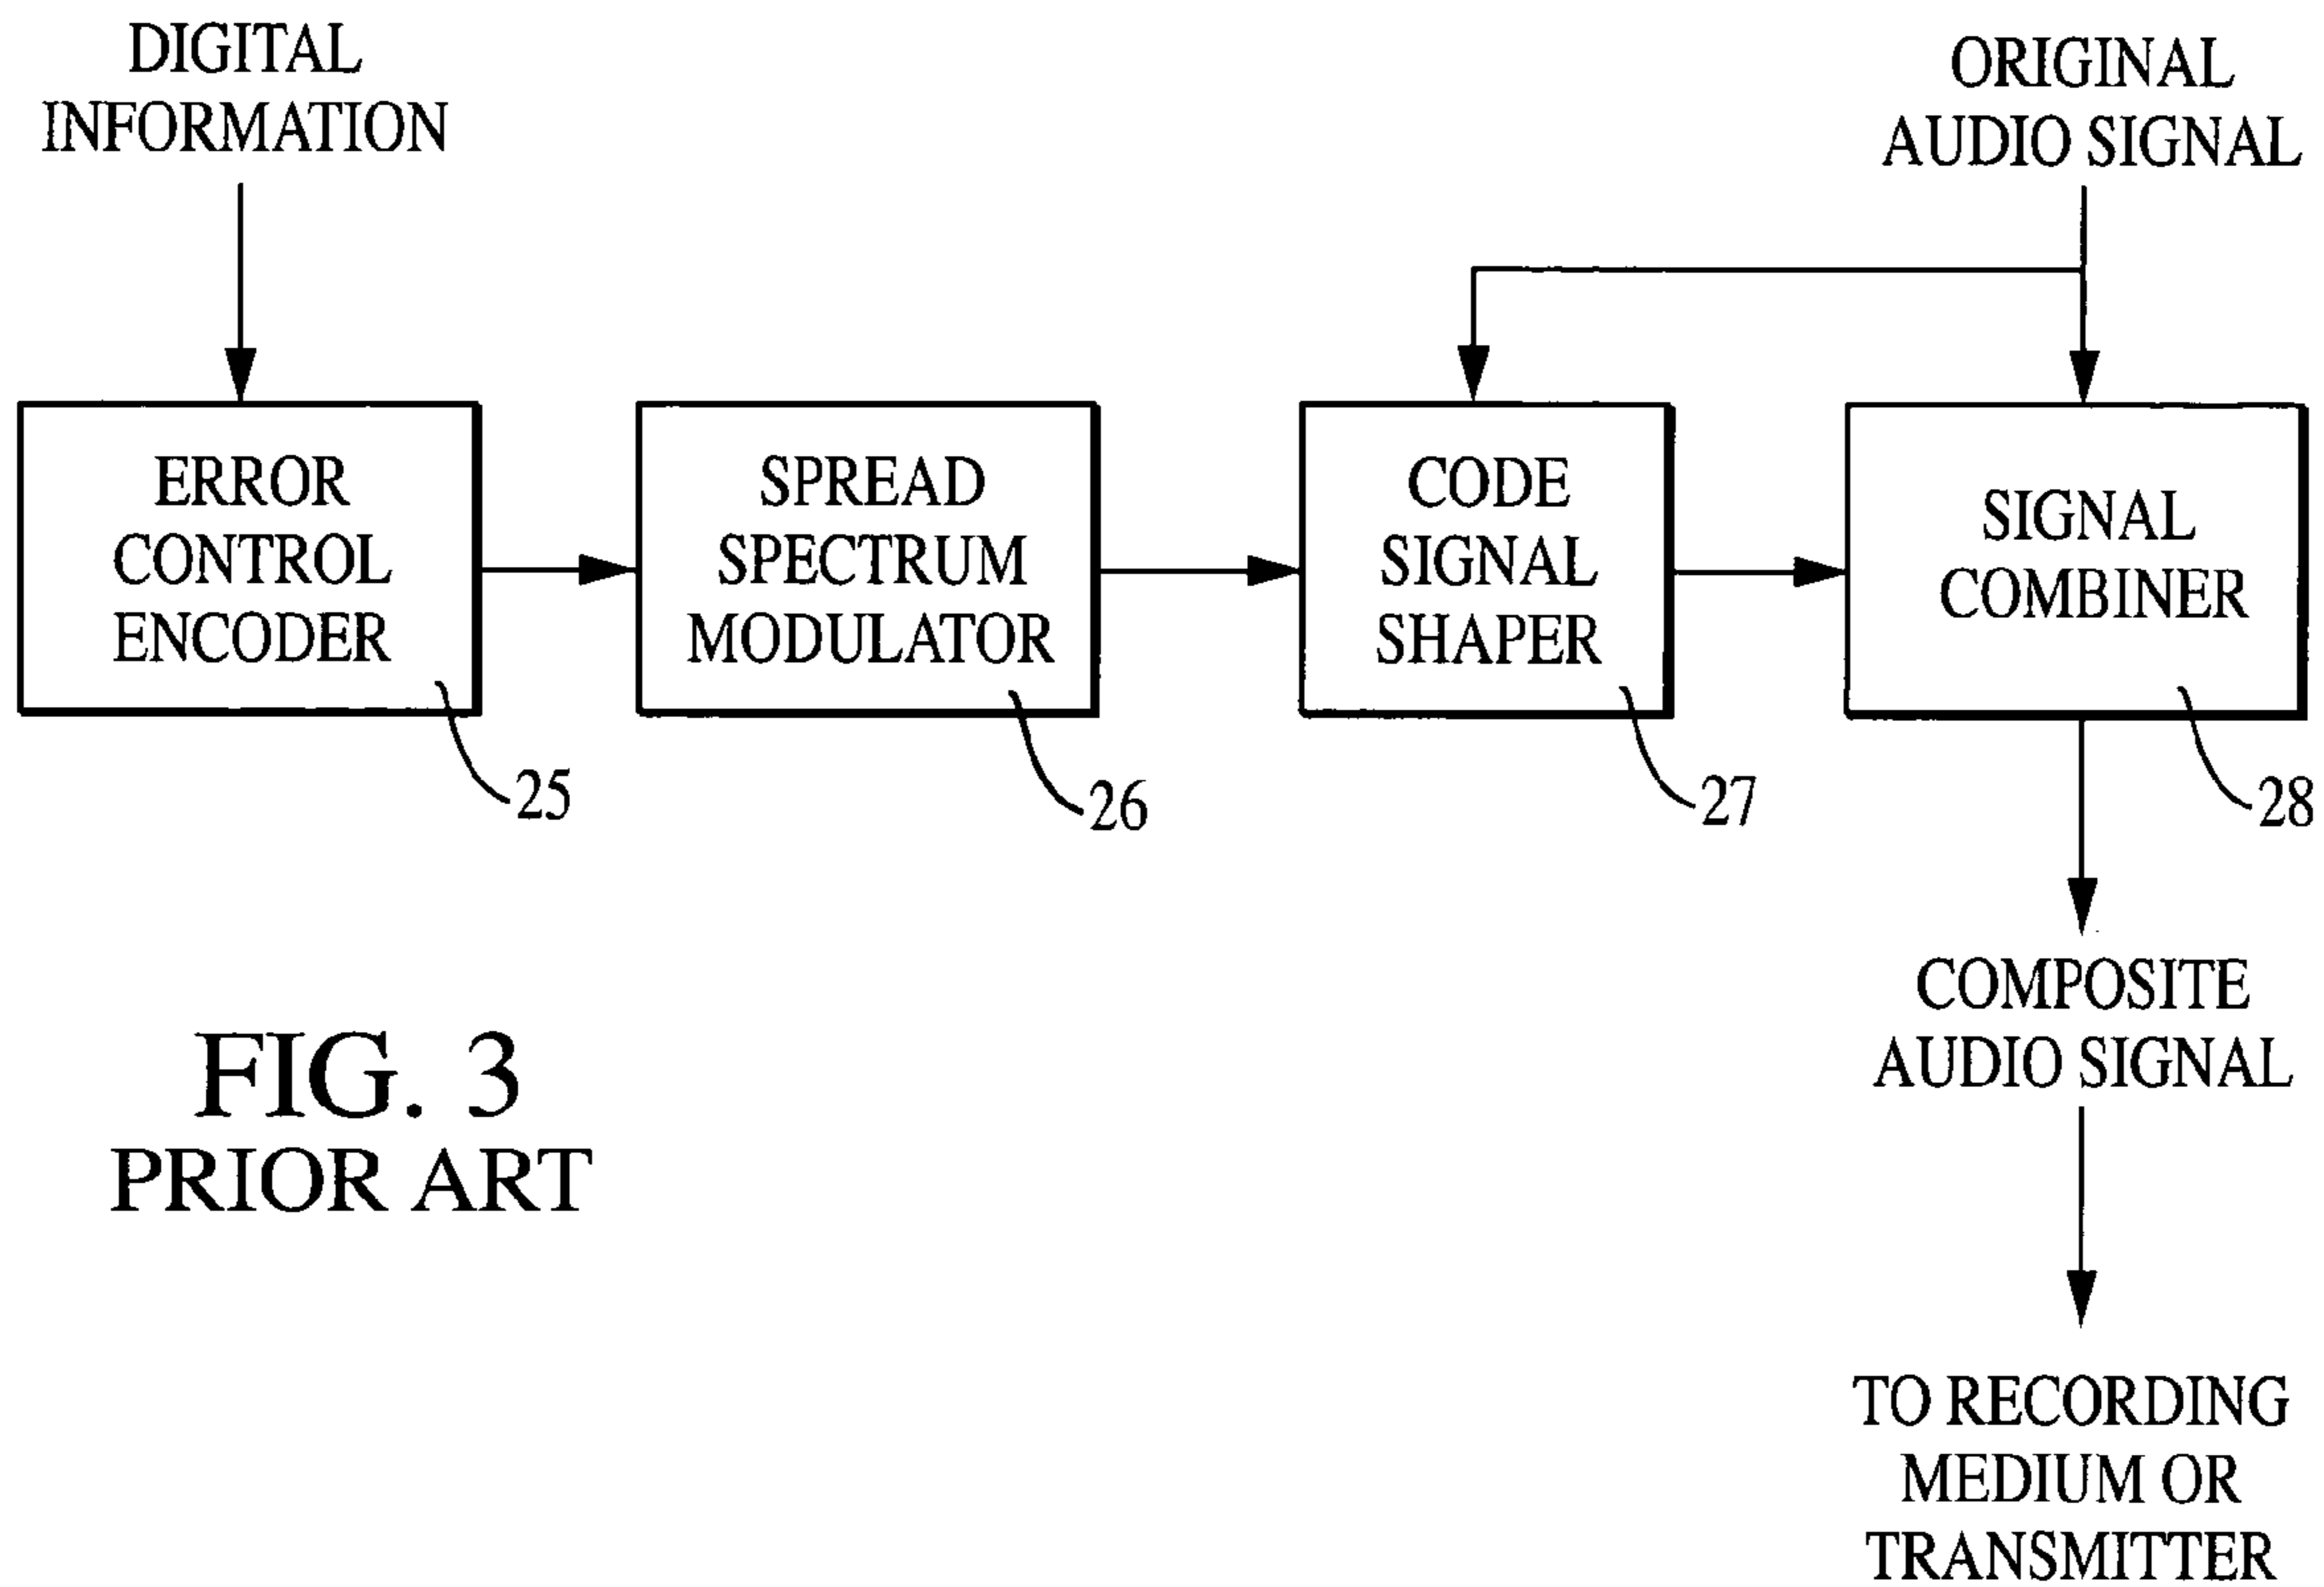 DIGITAL
INFORMATION
ORIGINAL
AUDIO SIGNAL
ERROR
CONTROL
ENCODER
25
SPREAD
SPECTRUM
MODULATOR
26
CODE
SIGNAL
SHAPER
27
SIGNAL
COMBINER
28
COMPOSITE
AUDIO SIGNAL
TO RECORDING
MEDIUM OR
TRANSMITTER
FIG. 3
PRIOR ART